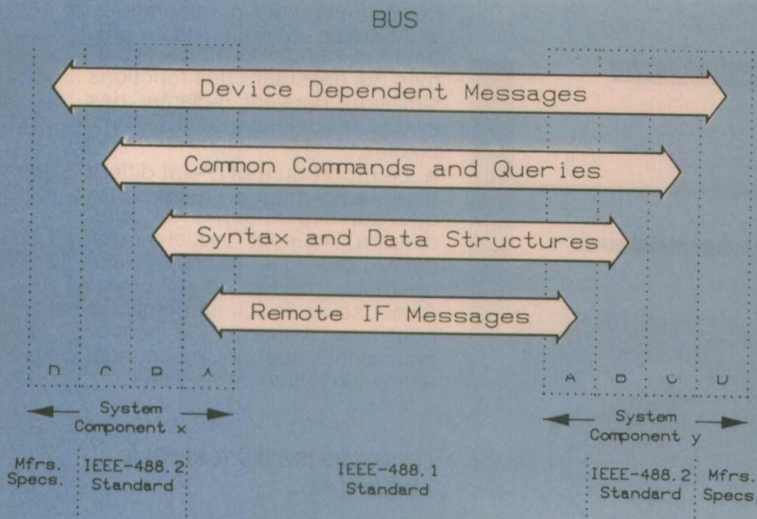 BUS
Device Dependent Messages
Common Commands and Queries
Syntax and Data Structures
Remote IF Messages
D C B A
A B C D
System
Component x
System
Component y
Mfrs.
Specs.
IEEE-488.2
Standard
IEEE-488.1
Standard
IEEE-488.2
Standard
Mfrs.
Specs.